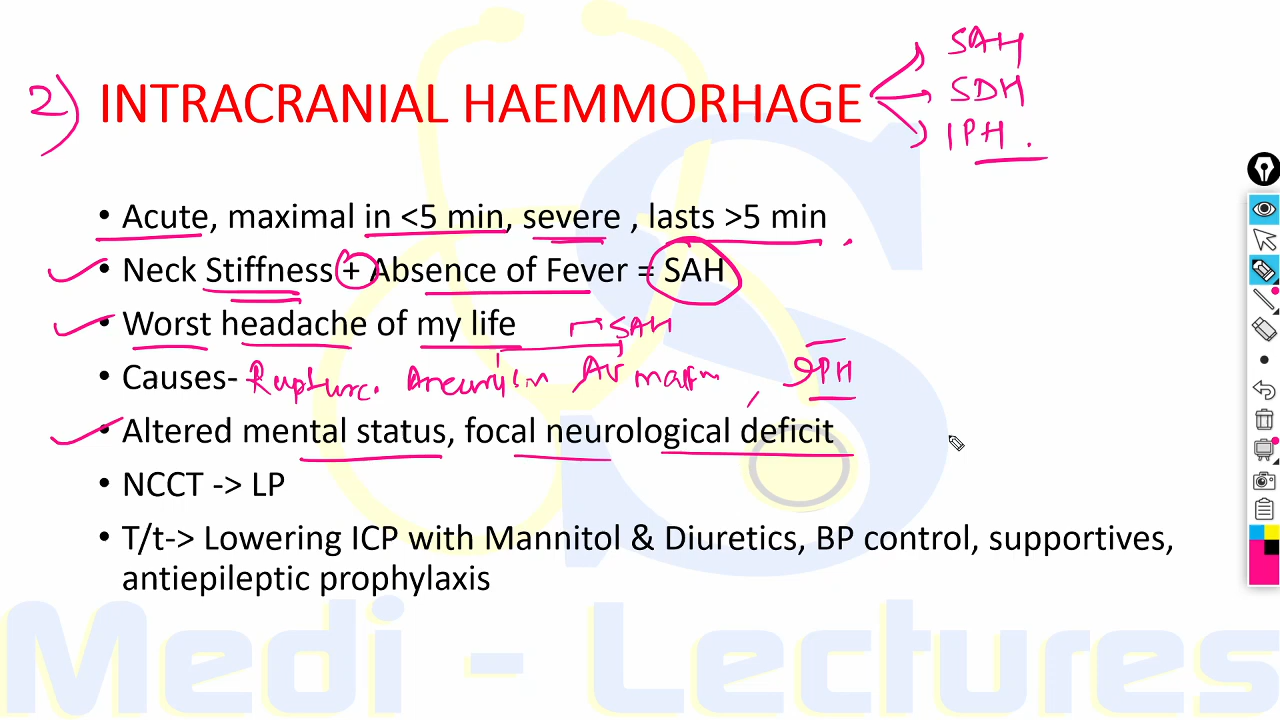 SAH
2) INTRACRANIAL HAEMMORHAGE
SDH
IPH.
• Acute, maximal in <5 min, severe , lasts >5 min
• Neck Stiffness + Absence of Fever = SAH
• Worst headache of my life SAH
• Causes- Rupture. AV IPH
• Altered mental status, focal neurological deficit
• NCCT -> LP
• T/t-> Lowering ICP with Mannitol & Diuretics, BP control, supportives,
antiepileptic prophylaxis
Medi - Lectures